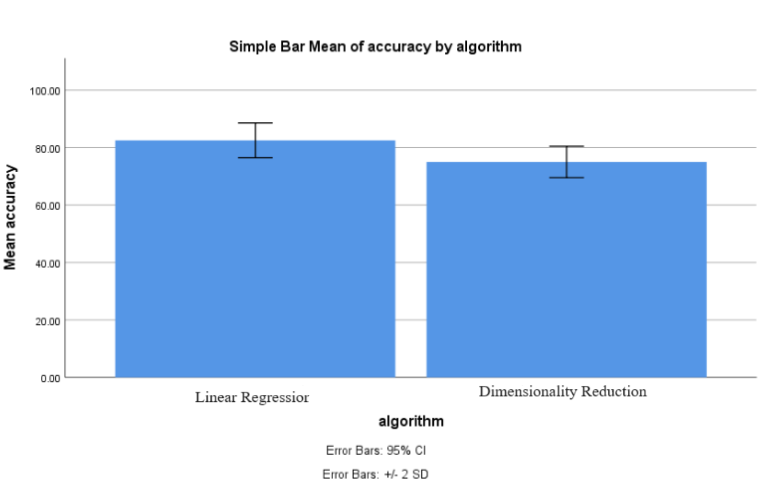 Simple Bar Mean of accuracy by algorithm
Mean accuracy
100.00
80.00
60.00
40.00
20.00
0.00
Linear Regressior
Dimensionality Reduction
algorithm
Error Bars: 95% CI
Error Bars: +/- 2 SD